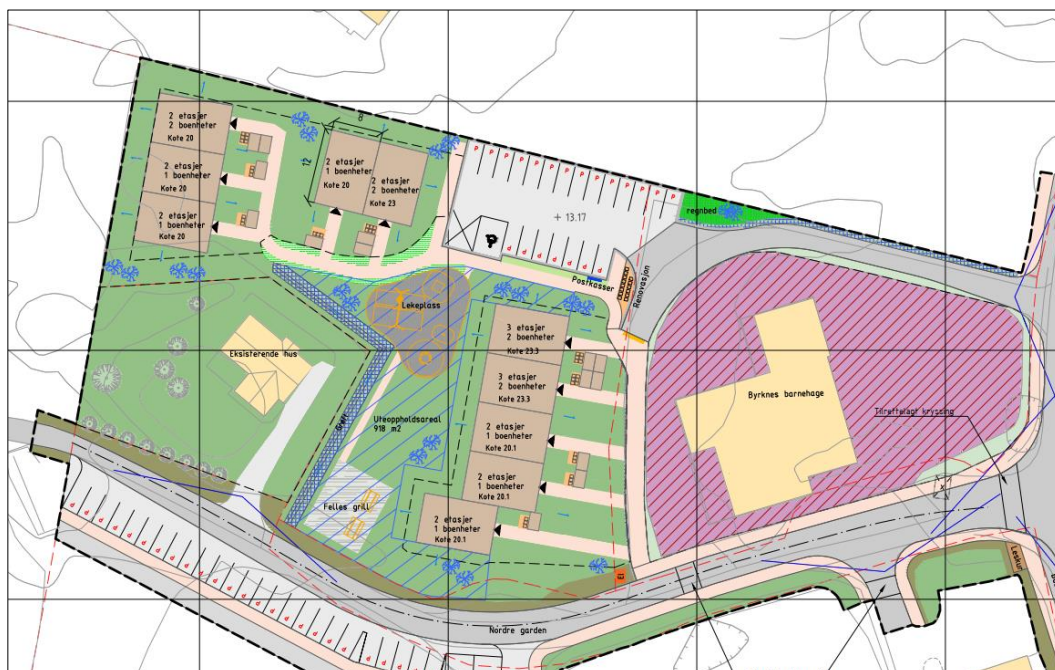 2 etasjer
2 boenheter
Kote 20
2 etasjer
1 boenheter
Kote 20
2 etasjer
1 boenheter
Kote 20
12
8
2 etasjer
1 boenheter
Kote 20
2 etasjer
2 boenheter
Kote 23
P P P P P P P P P P P P P P P
+ 13.17
P P P P P P P P
regnbed
Postkasser
Renovasjon
Lekeplass
Eksisterende hus
Grøft
Uteoppholdsareal
918 m2
Felles grill
3 etasjer
2 boenheter
Kote 23.3
3 etasjer
2 boenheter
Kote 23.3
2 etasjer
1 boenheter
Kote 20.1
2 etasjer
1 boenheter
Kote 20.1
2 etasjer
1 boenheter
Kote 20.1
Byrknes barnehage
Tilrettelagt kryssing
El
Leskur
Nordre garden